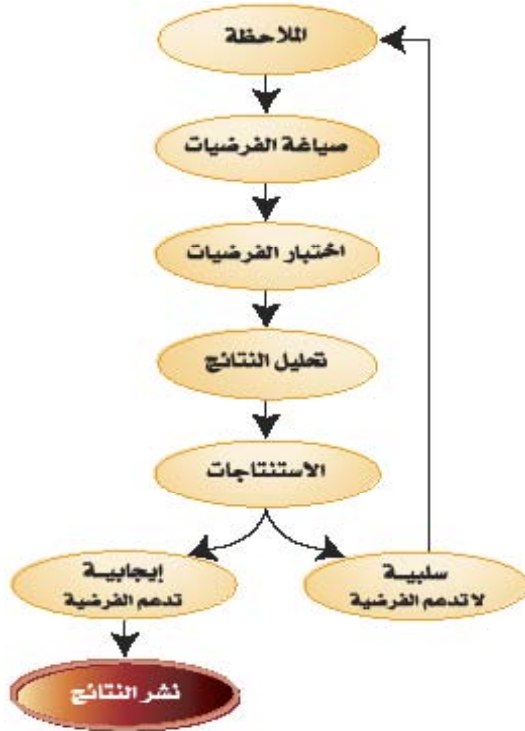 الملاحظة
صياغة الفرضيات
اختبار الفرضيات
تحليل النتائج
الاستنتاجات
إيجابية
تدعم الفرضية
سلبية
لا تدعم الفرضية
نشر النتائج